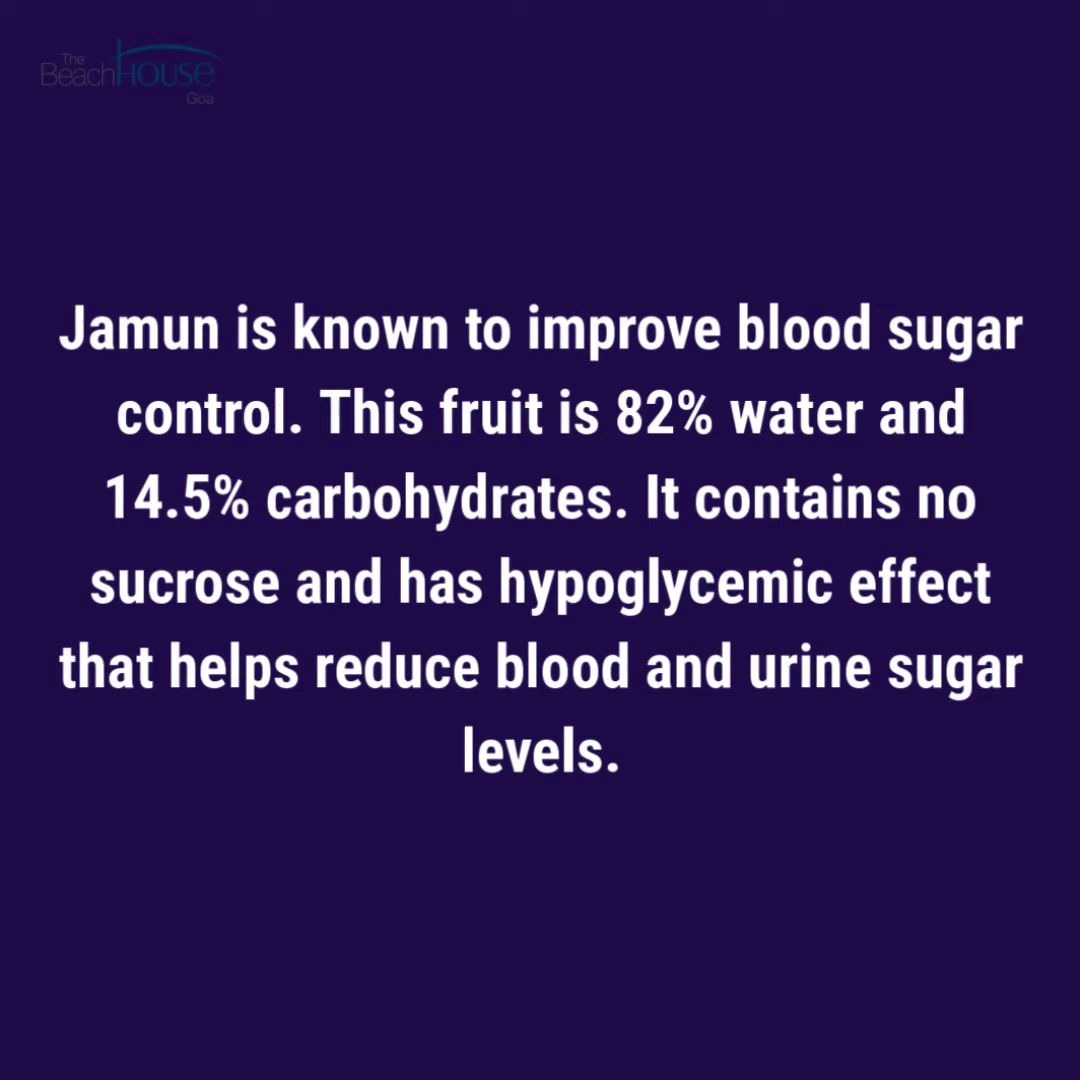 The
BeachHouse
Goa
Jamun is known to improve blood sugar
control. This fruit is 82% water and
14.5% carbohydrates. It contains no
sucrose and has hypoglycemic effect
that helps reduce blood and urine sugar
levels.